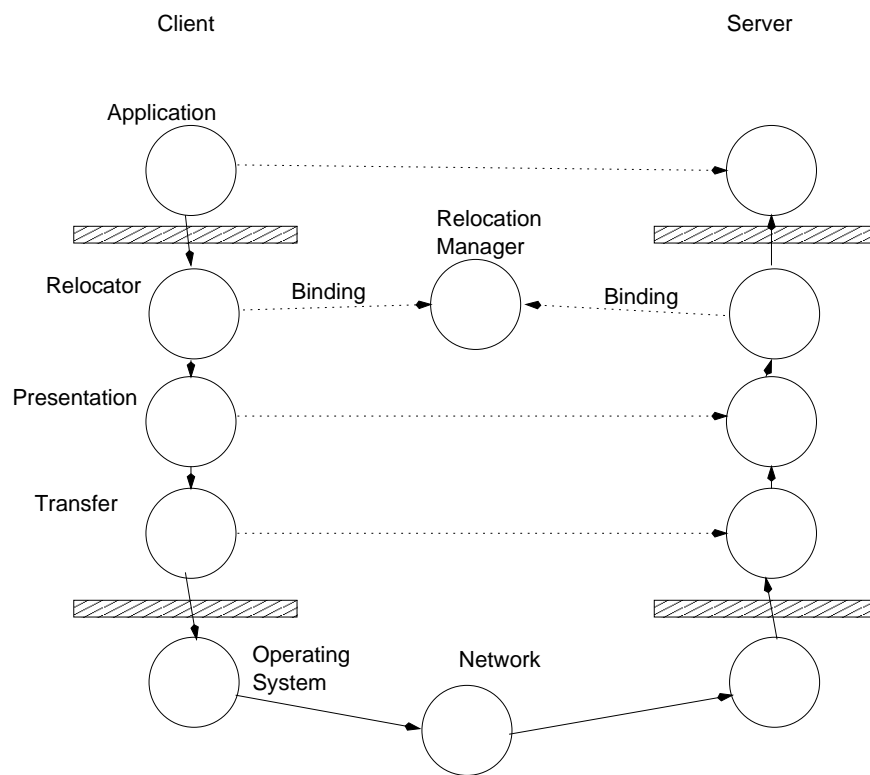 Client
Server
Application
Relocation
Manager
Relocator
Binding
Binding
Presentation
Transfer
Operating
System
Network